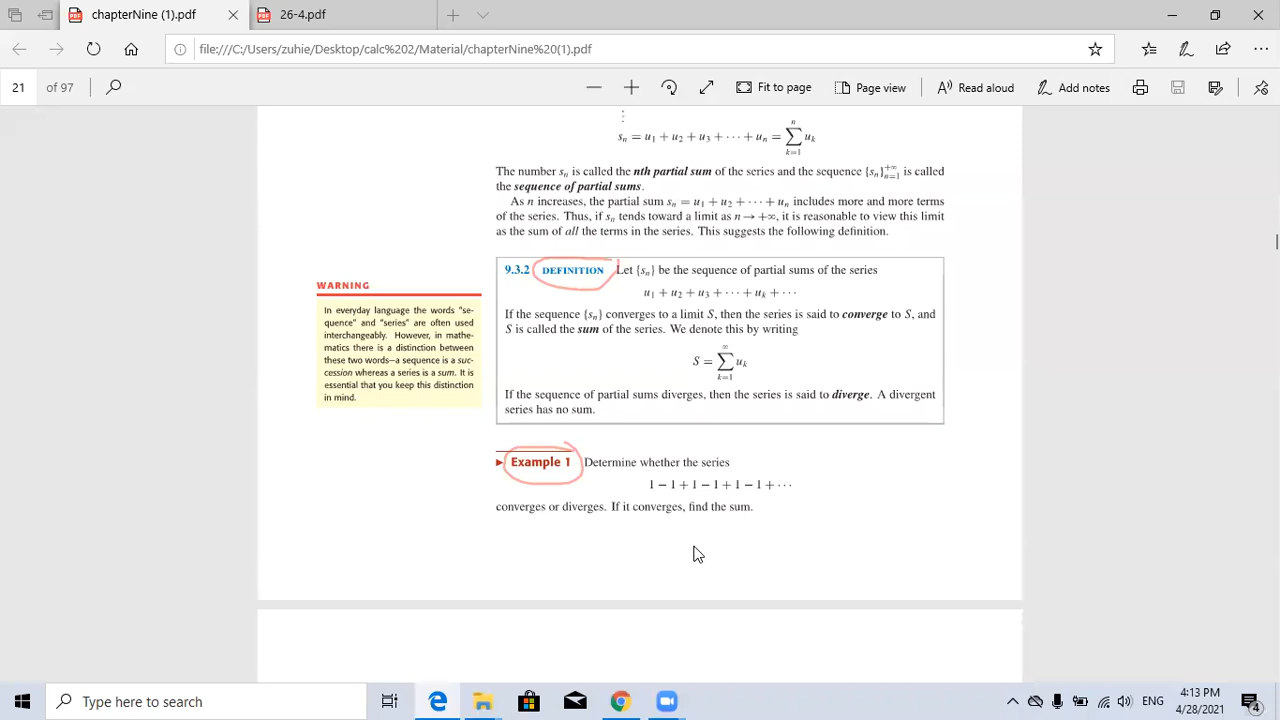 chapterNine (1).pdf
26-4.pdf
file:///C:/Users/zuhie/Desktop/calc%202/Material/chapterNine%20(1).pdf
21 of 97
Fit to page
Page view
Read aloud
Add notes
⋮
sₙ = u₁ + u₂ + u₃ + · · · + uₙ = ∑ₖ₌₁ⁿ uₖ
The number sₙ is called the nth partial sum of the series and the sequence {sₙ}ₙ₌₁⁺∞ is called
the sequence of partial sums.
As n increases, the partial sum sₙ = u₁ + u₂ + · · · + uₙ includes more and more terms
of the series. Thus, if sₙ tends toward a limit as n → +∞, it is reasonable to view this limit
as the sum of all the terms in the series. This suggests the following definition.
9.3.2 DEFINITION Let {sₙ} be the sequence of partial sums of the series
u₁ + u₂ + u₃ + · · · + uₖ + · · ·
If the sequence {sₙ} converges to a limit S, then the series is said to converge to S, and
S is called the sum of the series. We denote this by writing
S = ∑ₖ₌₁^∞ uₖ
If the sequence of partial sums diverges, then the series is said to diverge. A divergent
series has no sum.
WARNING
In everyday language the words "se-
quence" and "series" are often used
interchangeably. However, in mathe-
matics there is a distinction between
these two words—a sequence is a suc-
cession whereas a series is a sum. It is
essential that you keep this distinction
in mind.
Example 1 Determine whether the series
1 − 1 + 1 − 1 + 1 − 1 + · · ·
converges or diverges. If it converges, find the sum.
Type here to search
ENG
4:13 PM
4/28/2021
4